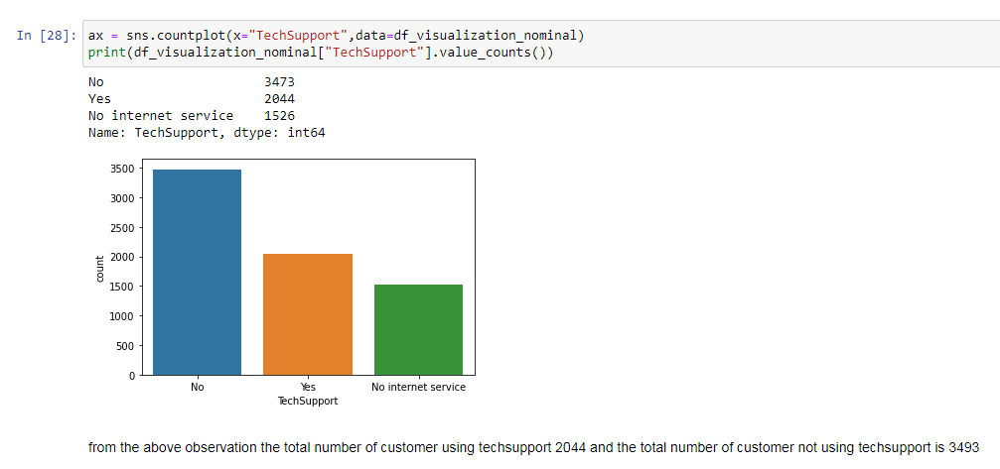 In [28]: ax = sns.countplot(x="TechSupport",data=df_visualization_nominal)
print(df_visualization_nominal["TechSupport"].value_counts())
No 3473
Yes 2044
No internet service 1526
Name: TechSupport, dtype: int64
3500
3000
2500
2000
1500
1000
500
0
count
No Yes No internet service
TechSupport
from the above observation the total number of customer using techsupport 2044 and the total number of customer not using techsupport is 3493